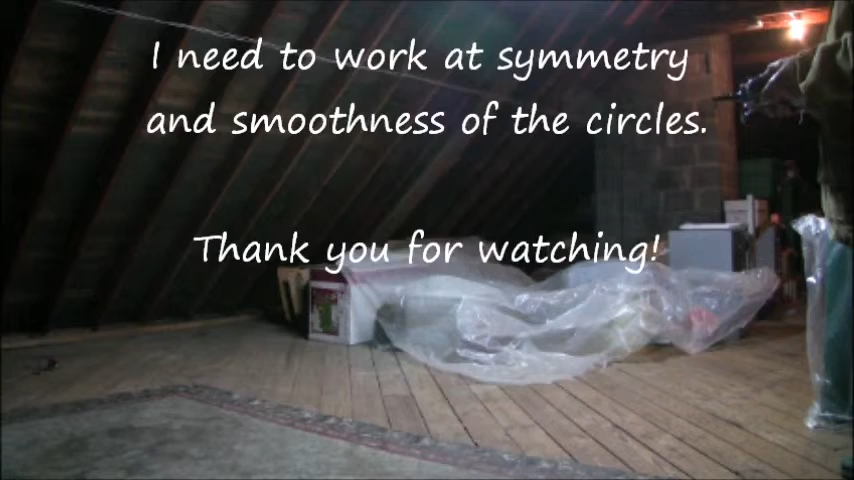 I need to work at symmetry
and smoothness of the circles.
Thank you for watching!